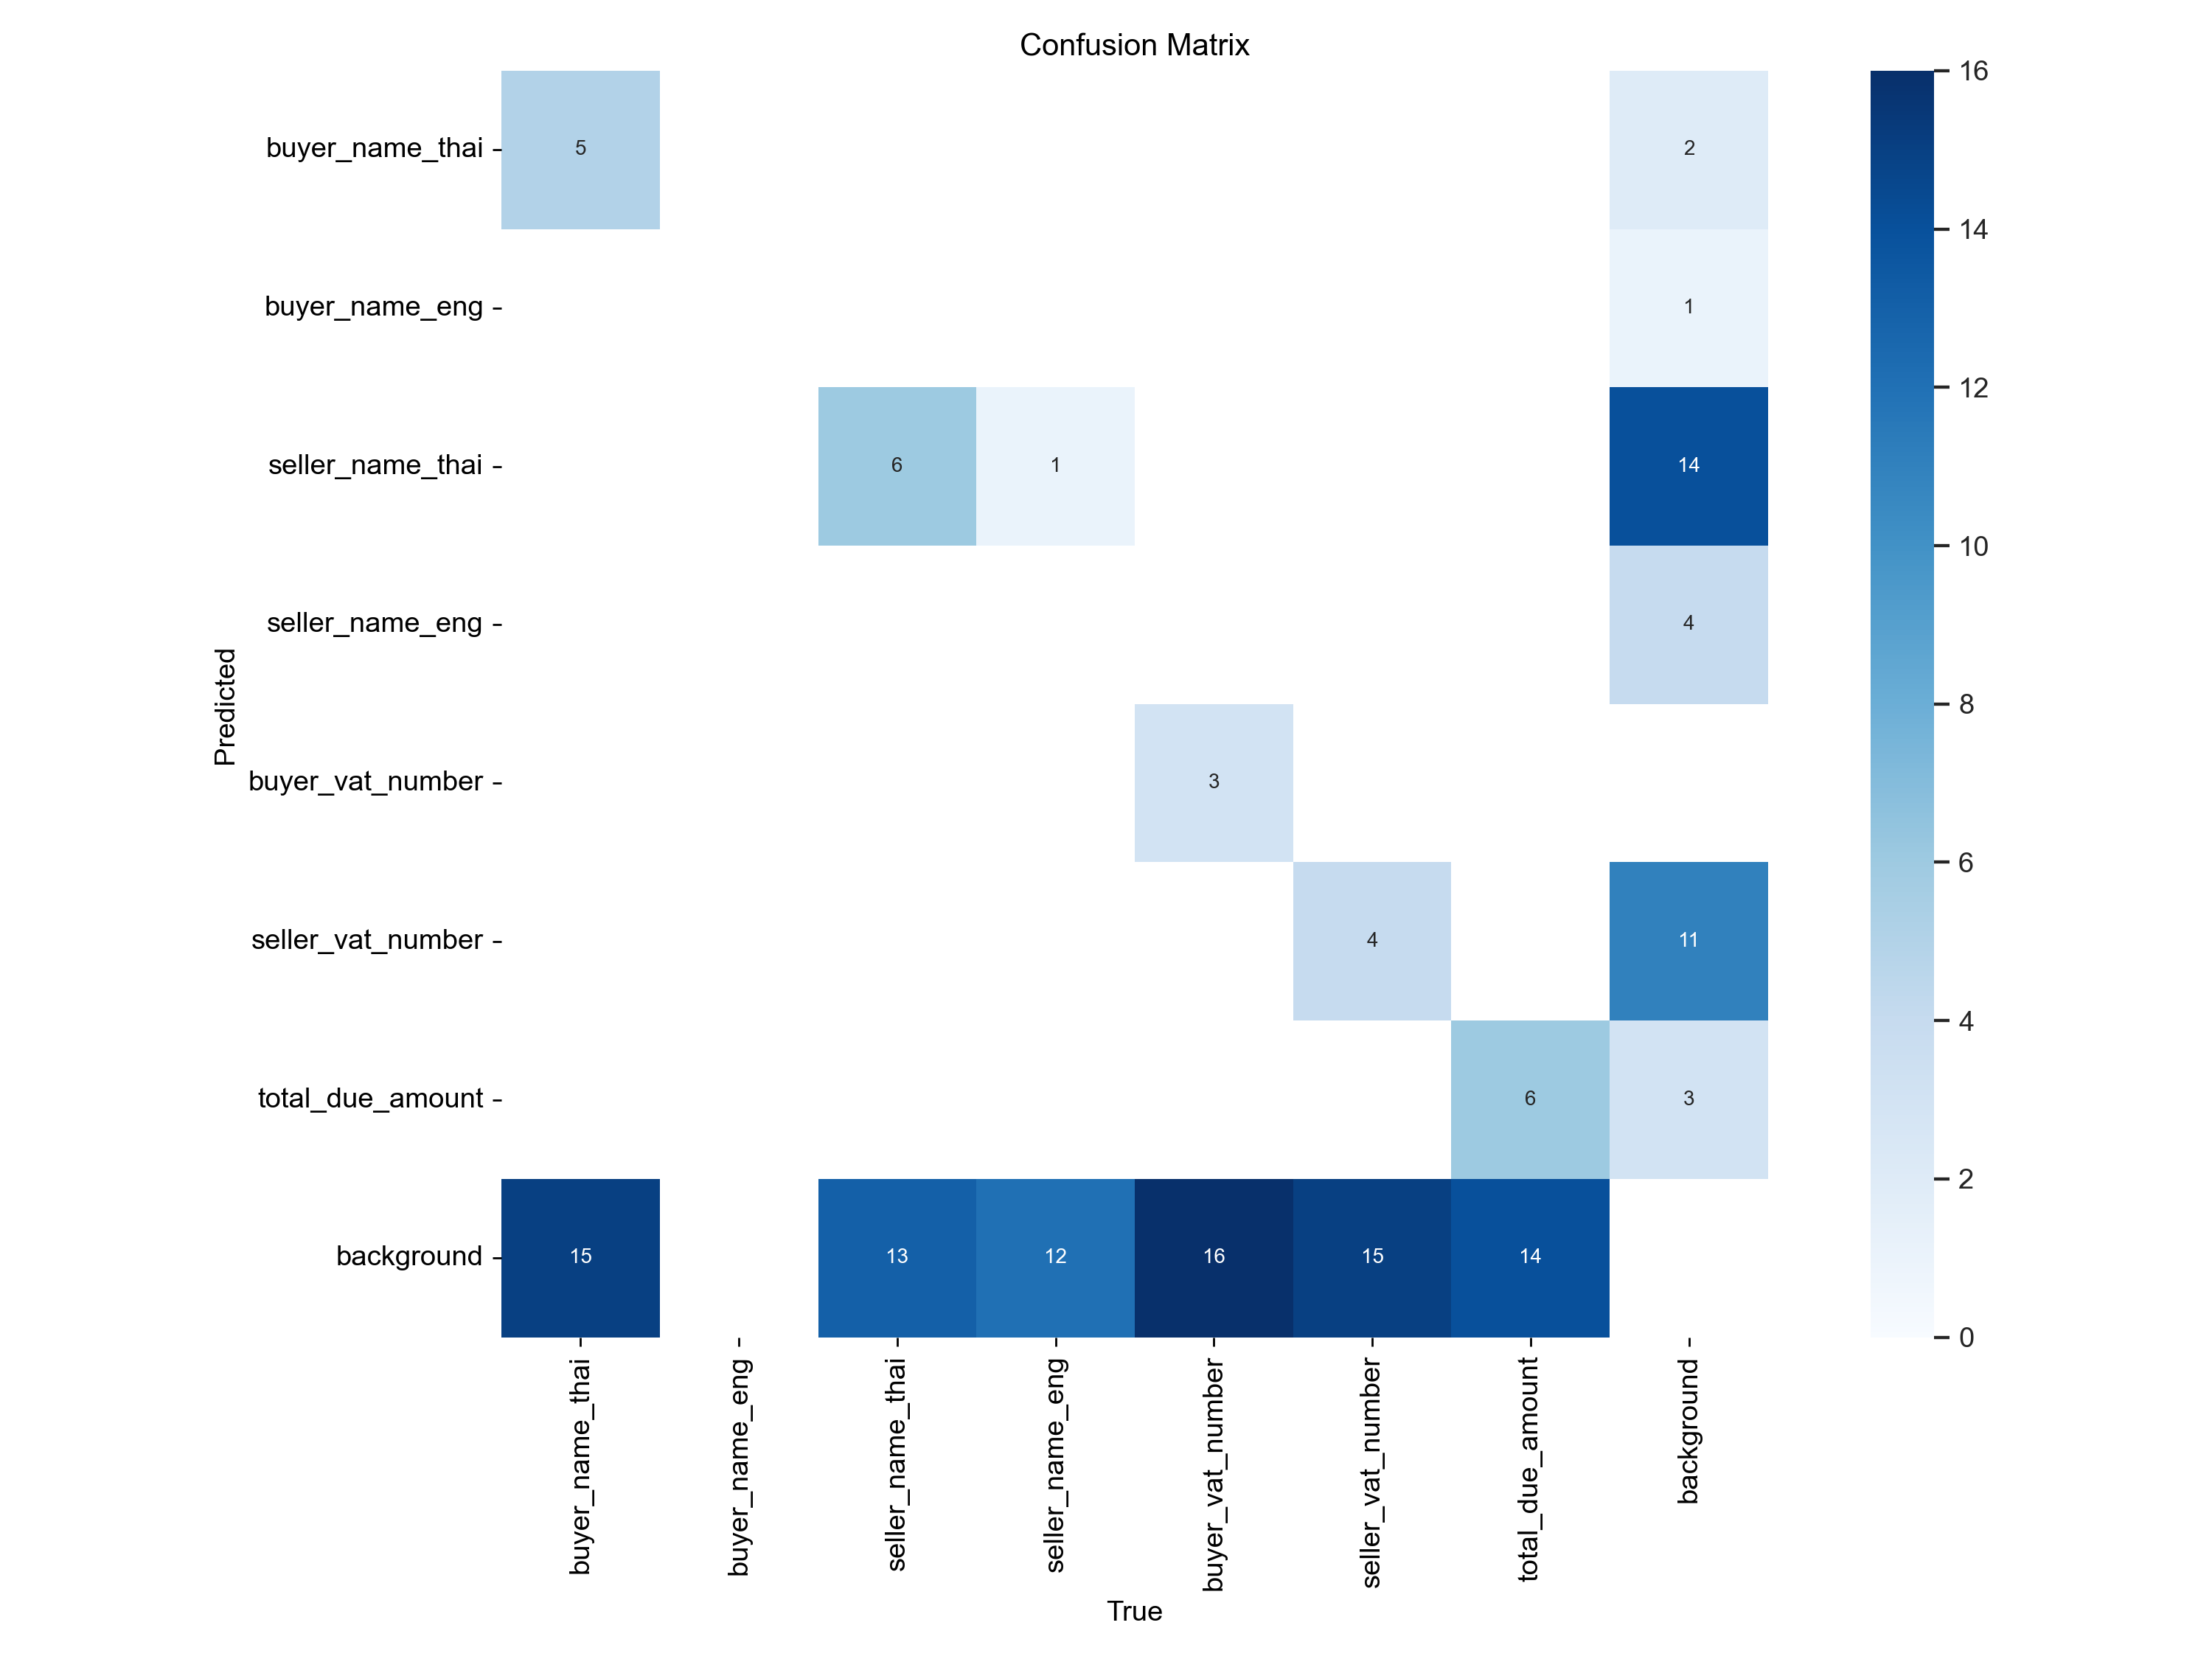 Confusion Matrix
Predicted
buyer_name_thai 5 2
buyer_name_eng 1
seller_name_thai 6 1 14
seller_name_eng 4
buyer_vat_number 3
seller_vat_number 4 11
total_due_amount 6 3
background 15 13 12 16 15 14
buyer_name_thai
buyer_name_eng
seller_name_thai
seller_name_eng
buyer_vat_number
seller_vat_number
total_due_amount
background
True
16
14
12
10
8
6
4
2
0